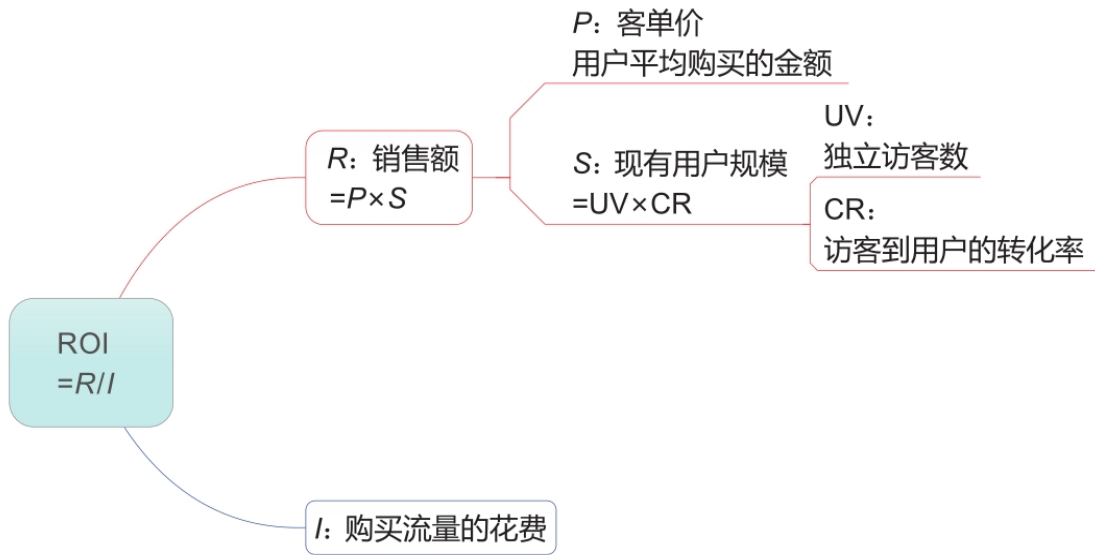 P：客单价
用户平均购买的金额
UV：
独立访客数
R：销售额
=P×S
S：现有用户规模
=UV×CR
CR：
访客到用户的转化率
ROI
=R/I
I：购买流量的花费